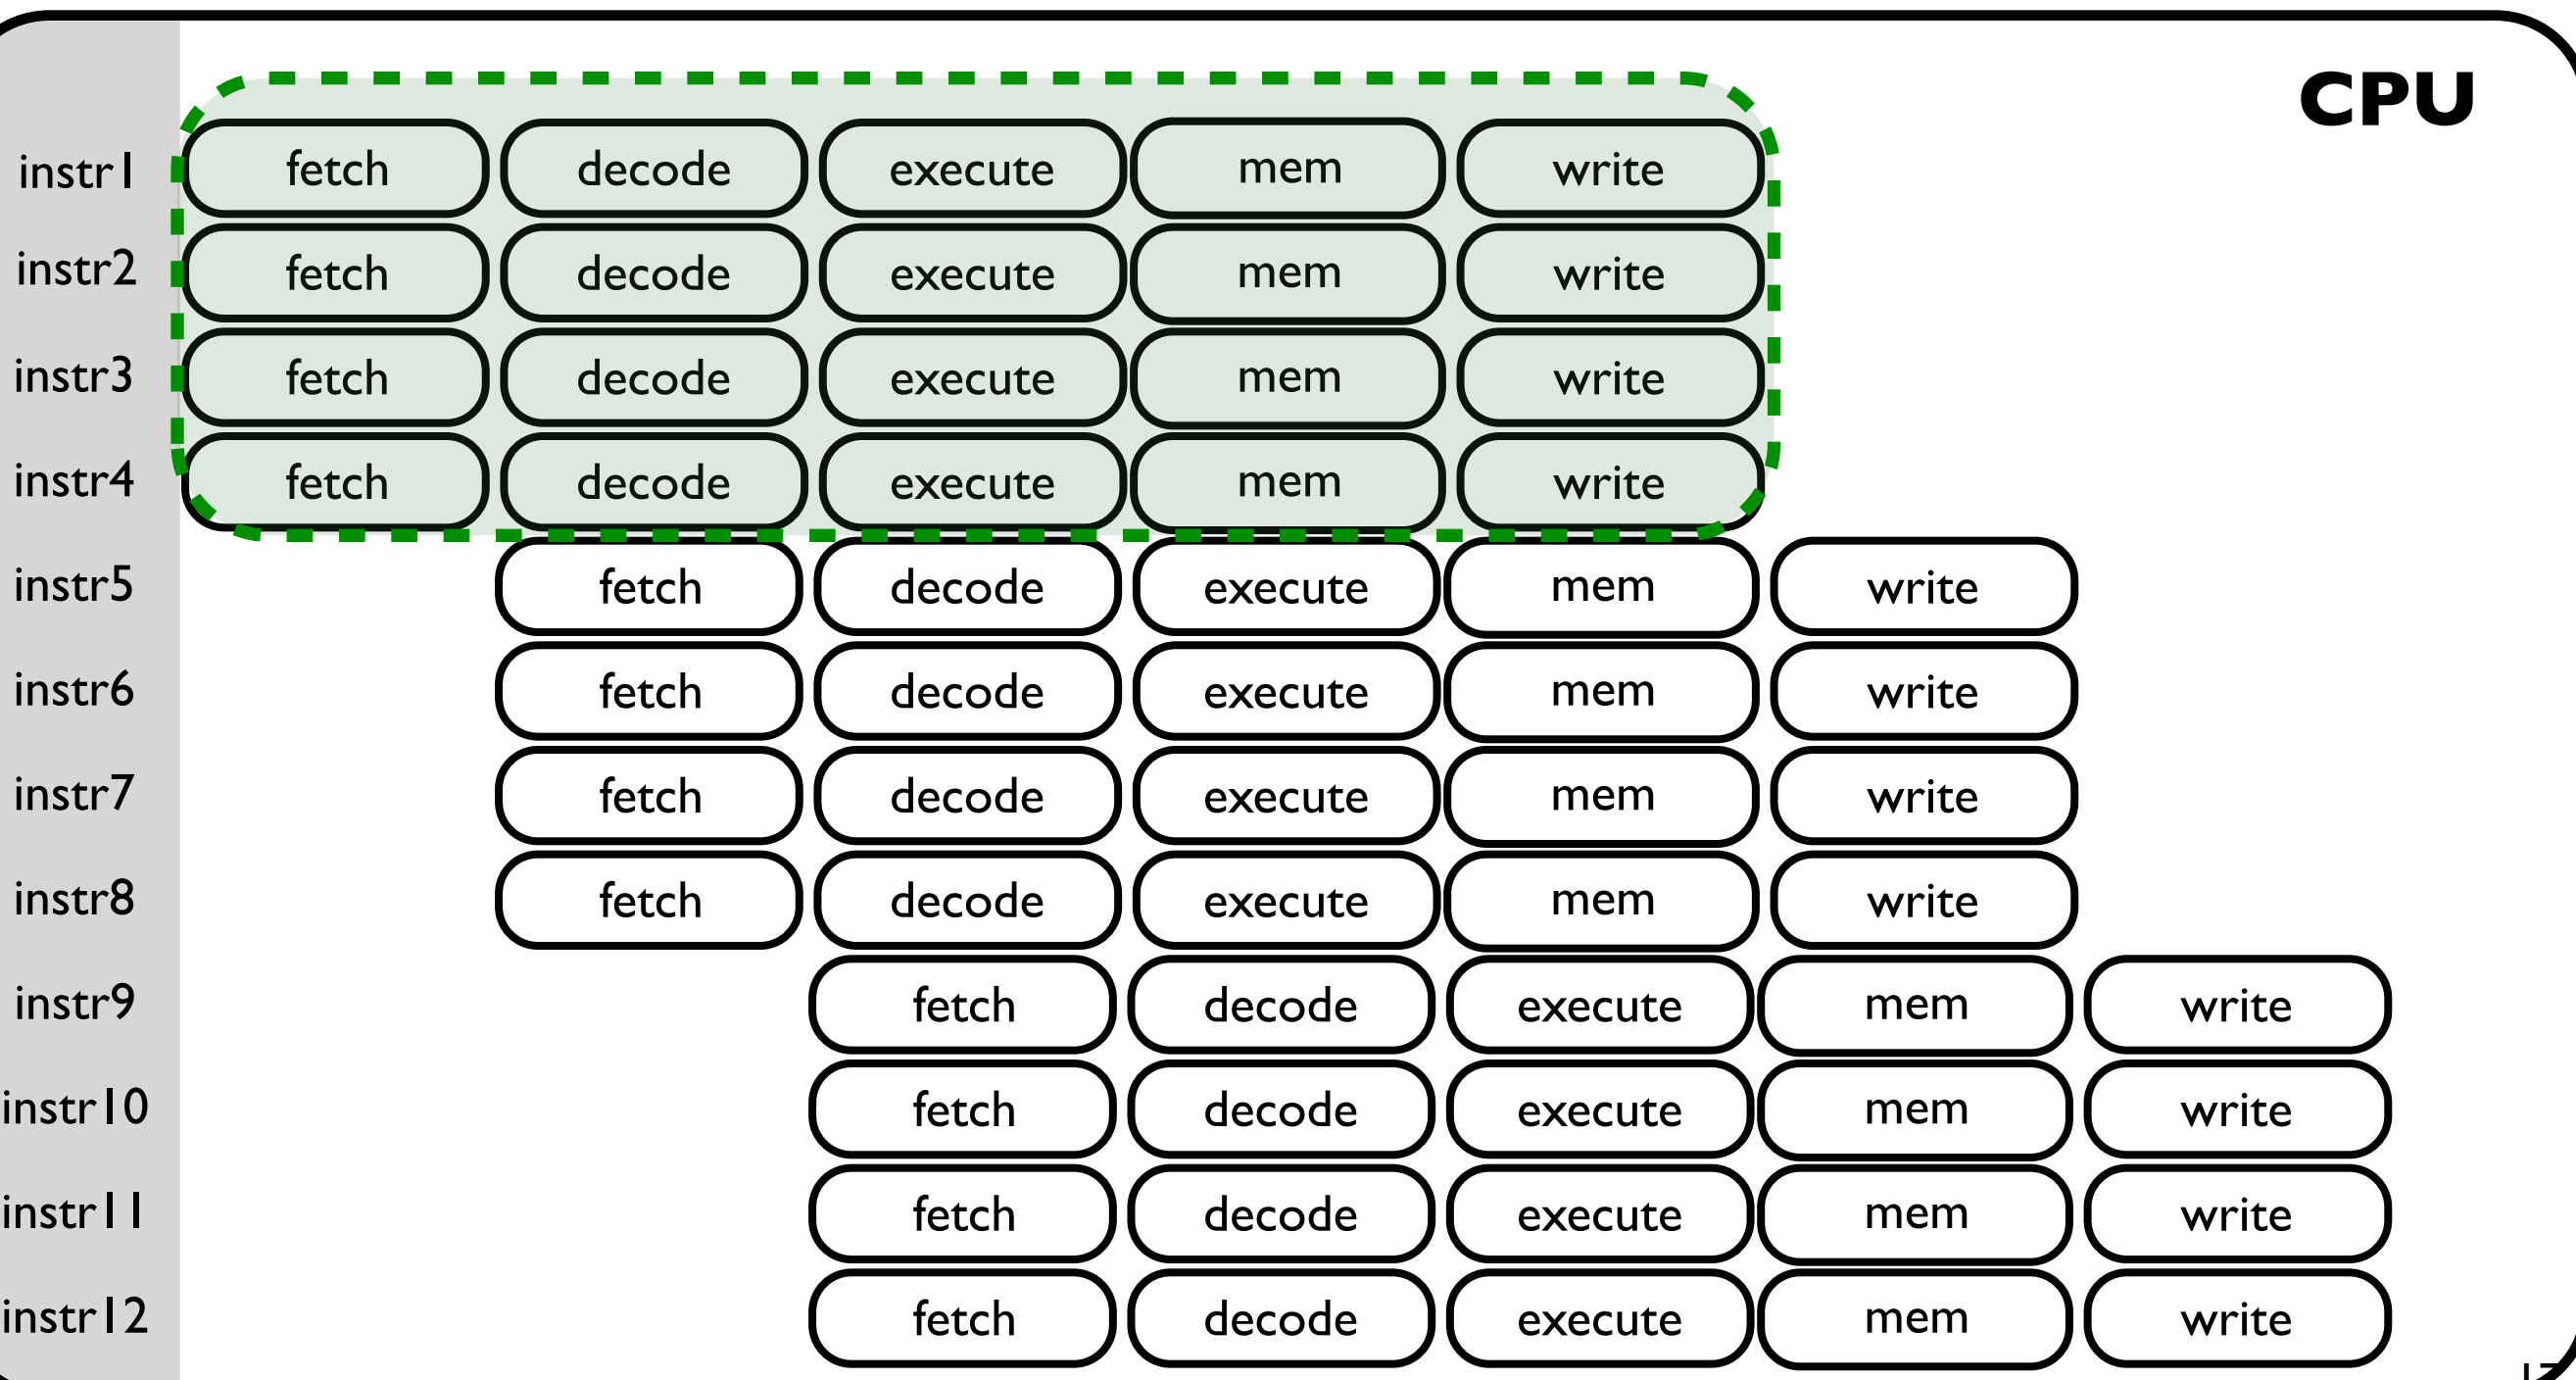 CPU
instr1 fetch decode execute mem write
instr2 fetch decode execute mem write
instr3 fetch decode execute mem write
instr4 fetch decode execute mem write
instr5 fetch decode execute mem write
instr6 fetch decode execute mem write
instr7 fetch decode execute mem write
instr8 fetch decode execute mem write
instr9 fetch decode execute mem write
instr10 fetch decode execute mem write
instr11 fetch decode execute mem write
instr12 fetch decode execute mem write